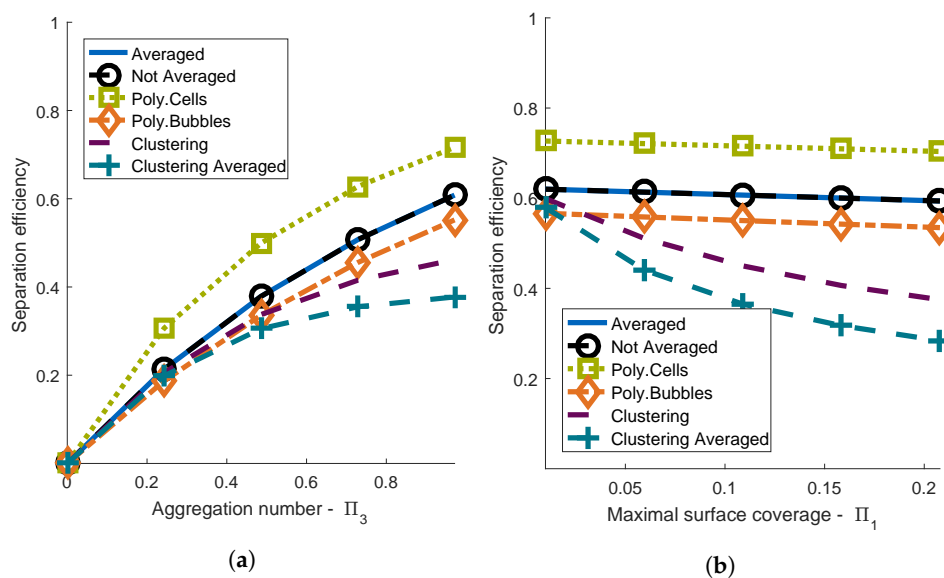 1
0.8
0.6
0.4
0.2
0
0.2
0.4
0.6
0.8
Separation efficiency
Aggregation number - Π3
Averaged
Not Averaged
Poly.Cells
Poly.Bubbles
Clustering
Clustering Averaged
(a)
1
0.8
0.6
0.4
0.2
0.05
0.1
0.15
0.2
Separation efficiency
Maximal surface coverage - Π1
Averaged
Not Averaged
Poly.Cells
Poly.Bubbles
Clustering
Clustering Averaged
(b)